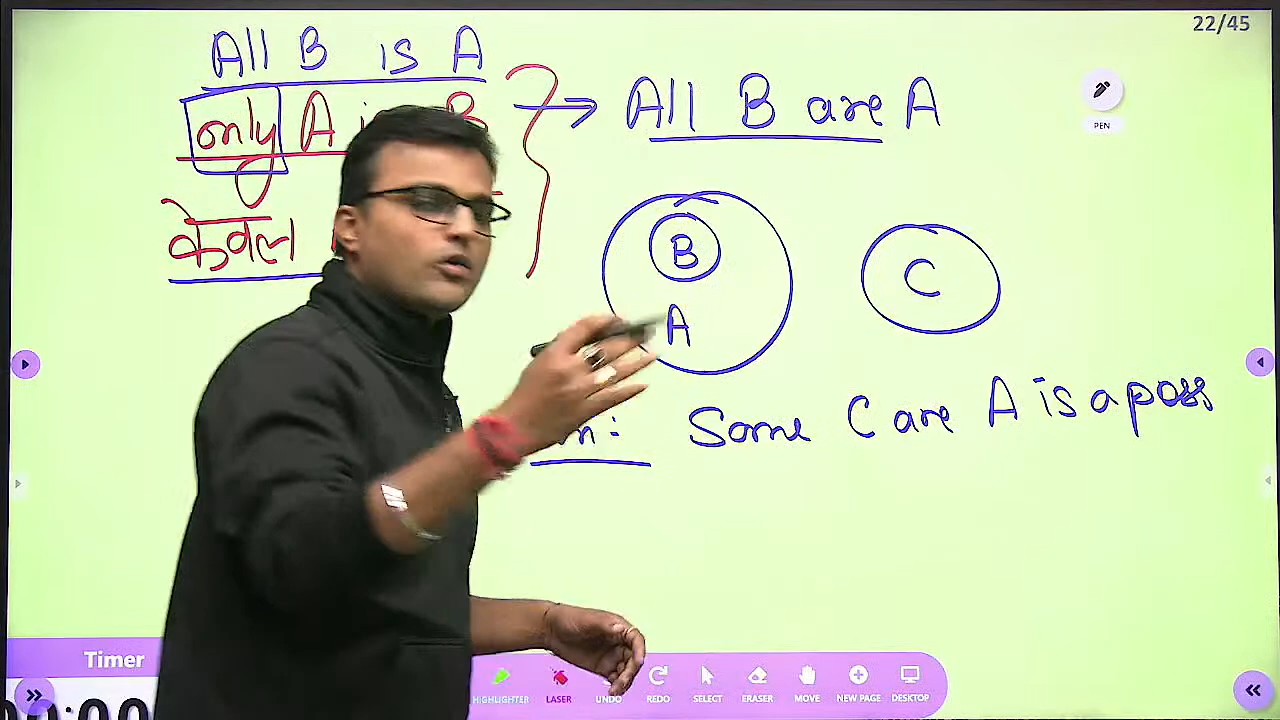 22/45
All B is A
only A B
All B are A
केवल
PEN
B
A
C
Some C are A is a poss
Timer
HIGHLIGHTER
LASER
UNDO
REDO
SELECT
ERASER
MOVE
NEW PAGE
DESKTOP